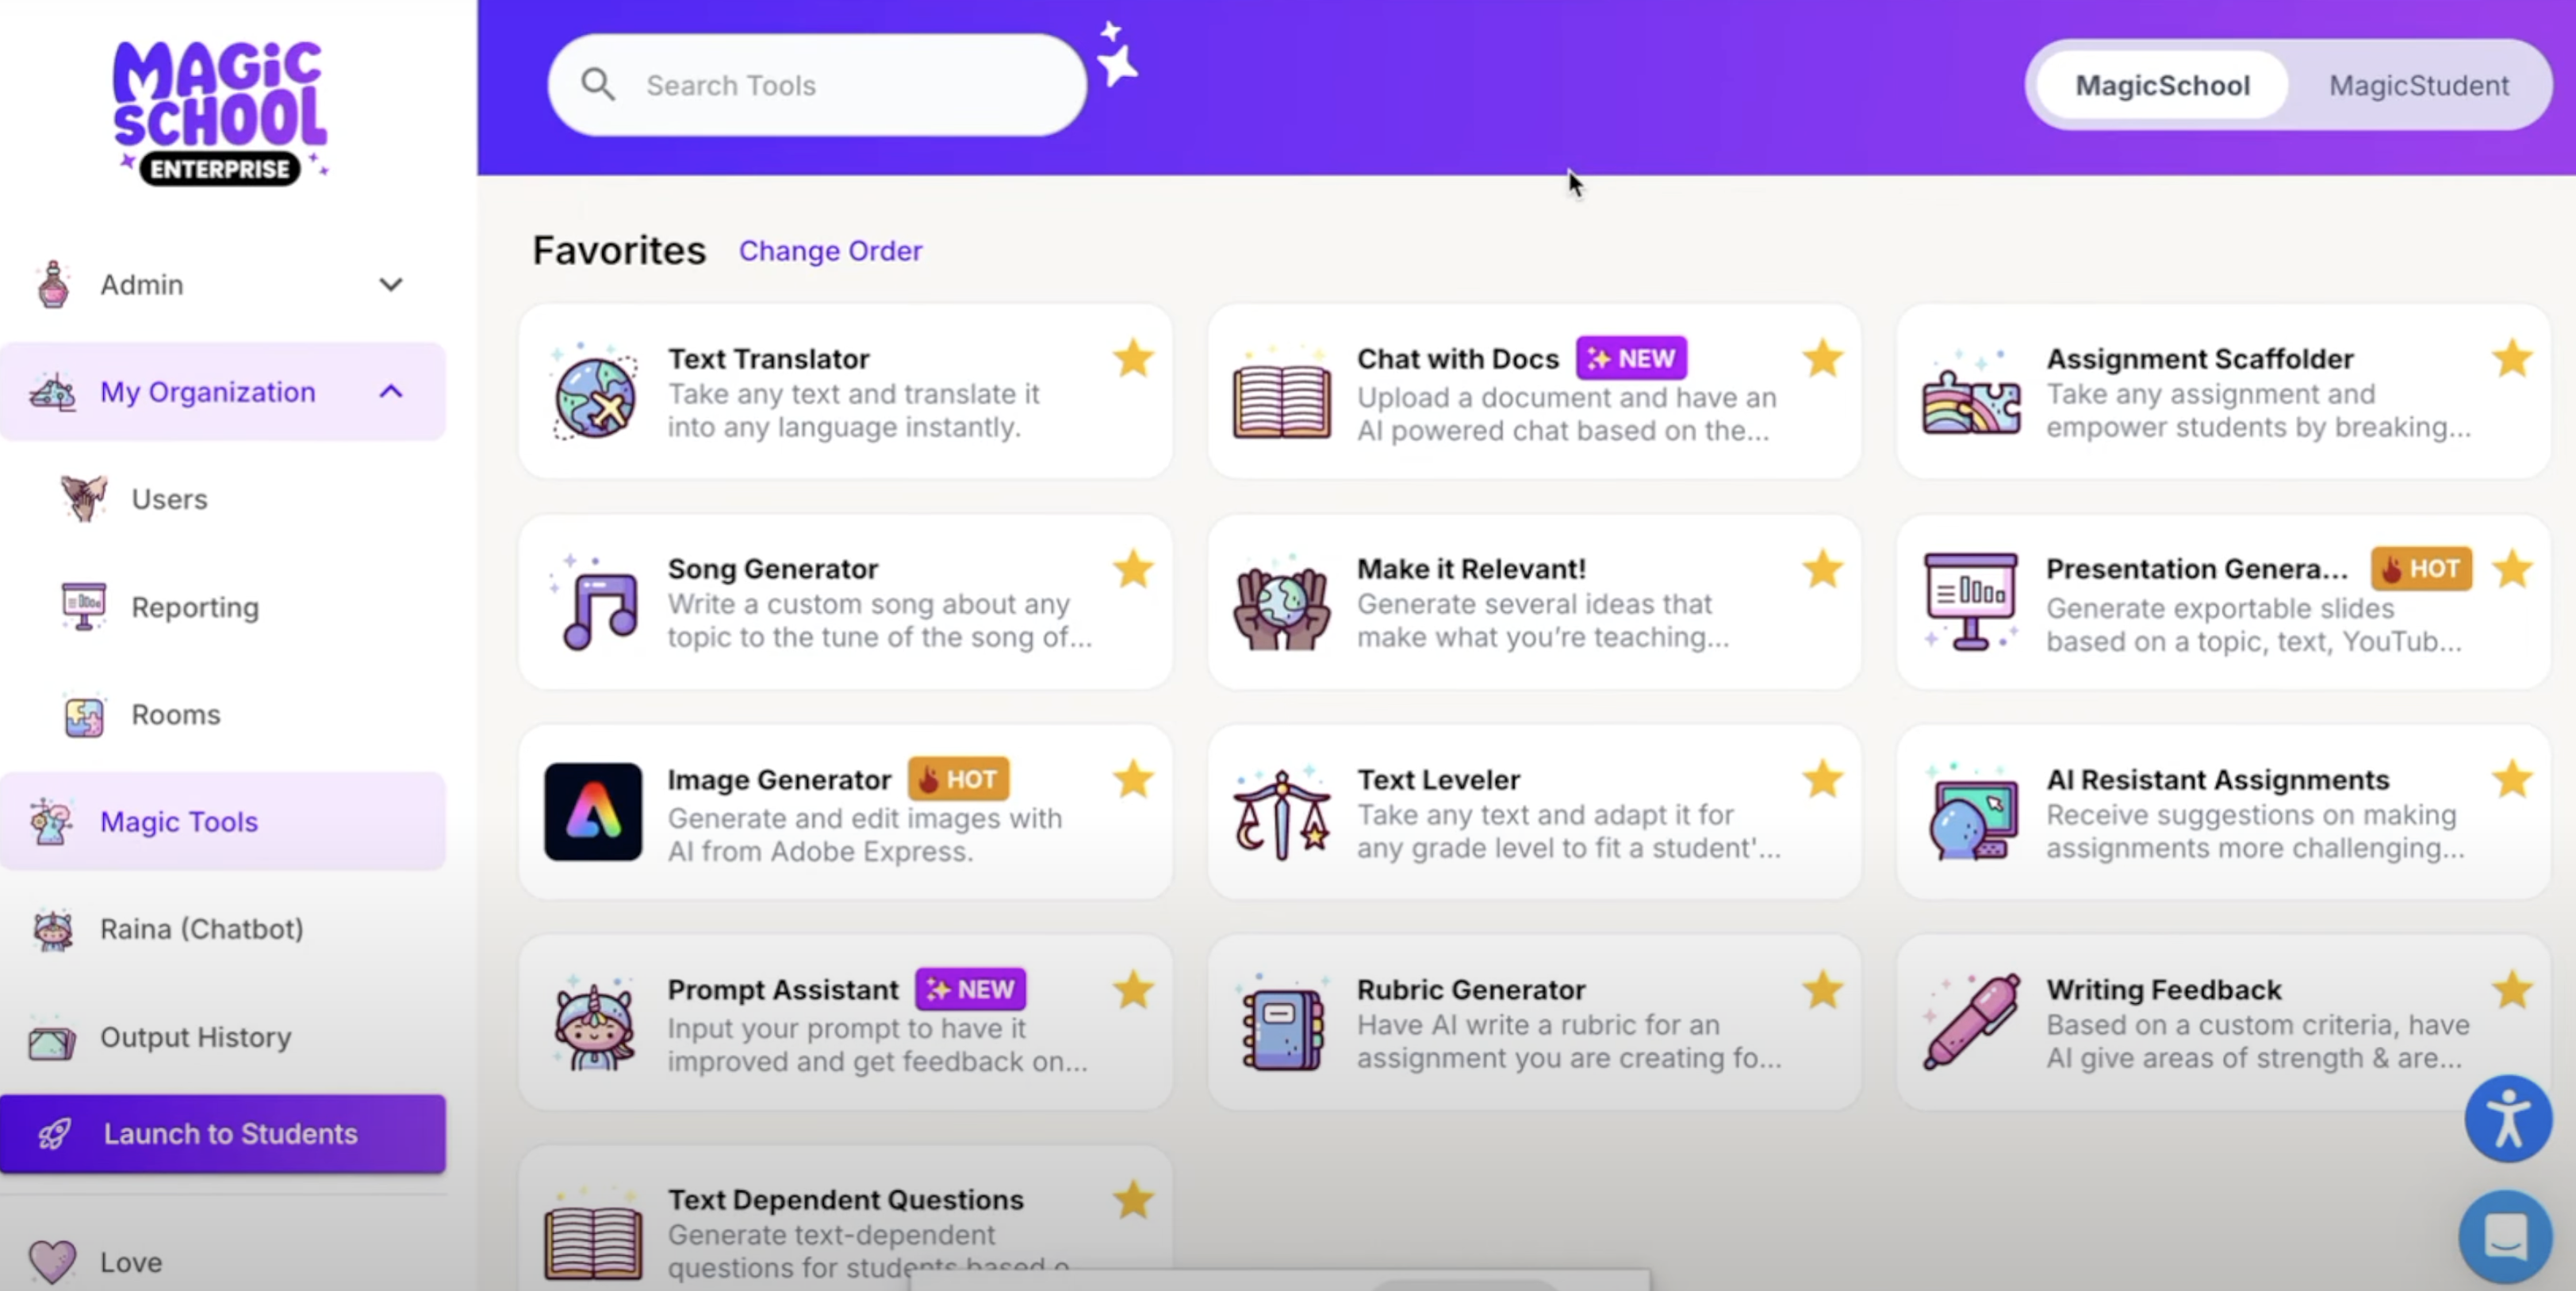 MAGIC
SCHOOL
ENTERPRISE
Admin
My Organization
Users
Reporting
Rooms
Magic Tools
Raina (Chatbot)
Output History
Launch to Students
Love
Search Tools
MagicSchool
MagicStudent
Favorites
Change Order
Text Translator
Take any text and translate it
into any language instantly.
Chat with Docs
NEW
Upload a document and have an
AI powered chat based on the...
Assignment Scaffolder
Take any assignment and
empower students by breaking...
Song Generator
Write a custom song about any
topic to the tune of the song of...
Make it Relevant!
Generate several ideas that
make what you’re teaching...
Presentation Genera...
HOT
Generate exportable slides
based on a topic, text, YouTub...
Image Generator
HOT
Generate and edit images with
AI from Adobe Express.
Text Leveler
Take any text and adapt it for
any grade level to fit a student'...
AI Resistant Assignments
Receive suggestions on making
assignments more challenging...
Prompt Assistant
NEW
Input your prompt to have it
improved and get feedback on...
Rubric Generator
Have AI write a rubric for an
assignment you are creating fo...
Writing Feedback
Based on a custom criteria, have
AI give areas of strength & are...
Text Dependent Questions
Generate text-dependent
questions for students based o